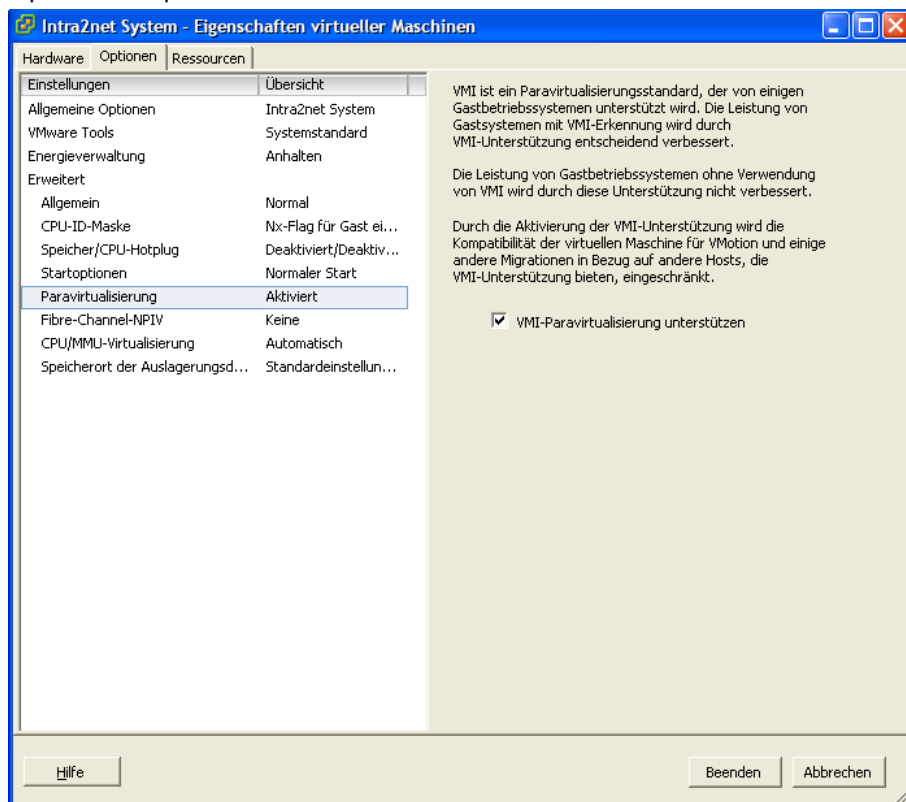 Intra2net System - Eigenschaften virtueller Maschinen
Hardware Optionen Ressourcen
Einstellungen Übersicht
Allgemeine Optionen Intra2net System
VMware Tools Systemstandard
Energieverwaltung Anhalten
Erweitert
Allgemein Normal
CPU-ID-Maske Nx-Flag für Gast ei...
Speicher/CPU-Hotplug Deaktiviert/Deaktiv...
Startoptionen Normaler Start
Paravirtualisierung Aktiviert
Fibre-Channel-NPIV Keine
CPU/MMU-Virtualisierung Automatisch
Speicherort der Auslagerungsd... Standardeinstellun...
VMI ist ein Paravirtualisierungsstandard, der von einigen
Gastbetriebssystemen unterstützt wird. Die Leistung von
Gastsystemen mit VMI-Erkennung wird durch
VMI-Unterstützung entscheidend verbessert.
Die Leistung von Gastbetriebssystemen ohne Verwendung
von VMI wird durch diese Unterstützung nicht verbessert.
Durch die Aktivierung der VMI-Unterstützung wird die
Kompatibilität der virtuellen Maschine für VMotion und einige
andere Migrationen in Bezug auf andere Hosts, die
VMI-Unterstützung bieten, eingeschränkt.
VMI-Paravirtualisierung unterstützen
Hilfe Beenden Abbrechen